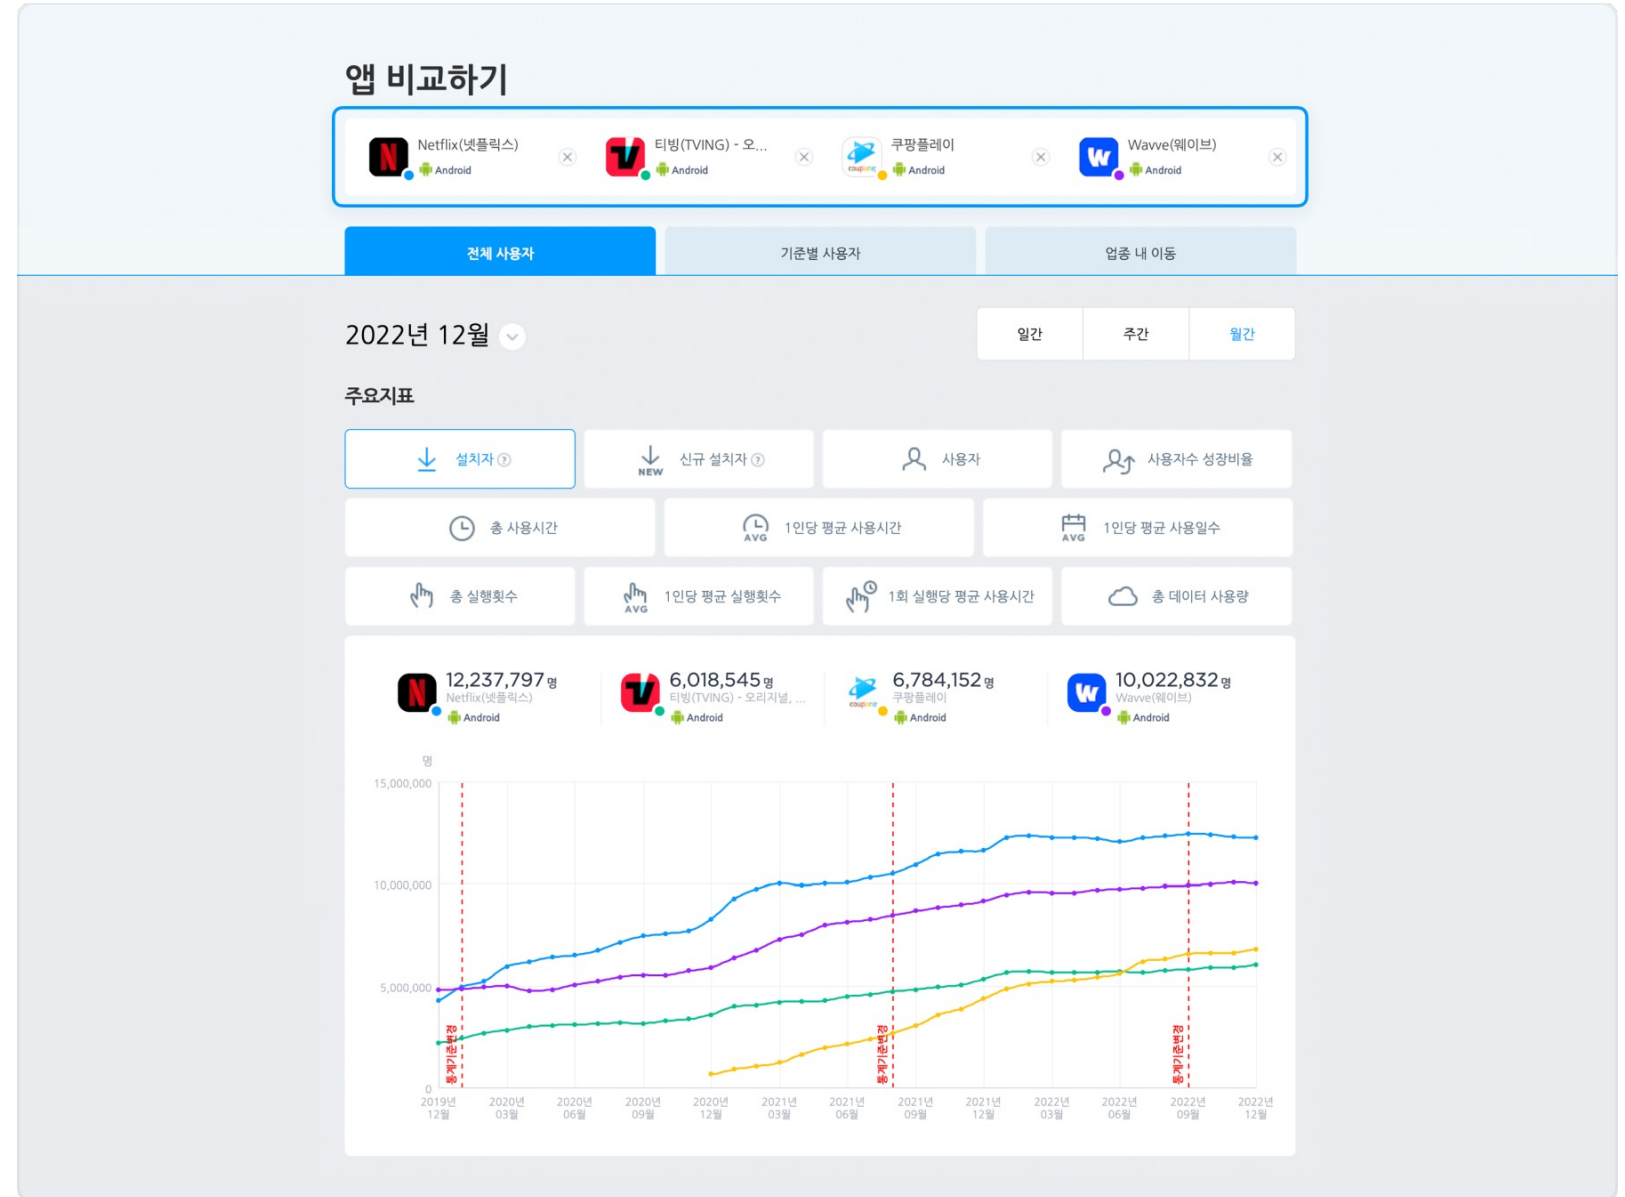 앱 비교하기
Netflix(넷플릭스)
Android
티빙(TVING) - 오...
Android
쿠팡플레이
Android
Wavve(웨이브)
Android
전체 사용자
기준별 사용자
업종 내 이동
2022년 12월
일간
주간
월간
주요지표
설치자
NEW 신규 설치자
사용자
사용자수 성장비율
총 사용시간
AVG 1인당 평균 사용시간
AVG 1인당 평균 사용일수
총 실행횟수
AVG 1인당 평균 실행횟수
1회 실행당 평균 사용시간
총 데이터 사용량
12,237,797 명
Netflix(넷플릭스)
Android
6,018,545 명
티빙(TVING) - 오리지널, ...
Android
6,784,152 명
쿠팡플레이
Android
10,022,832 명
Wavve(웨이브)
Android
명
15,000,000
10,000,000
5,000,000
0
통계기준변경
통계기준변경
통계기준변경
2019년 12월
2020년 03월
2020년 06월
2020년 09월
2020년 12월
2021년 03월
2021년 06월
2021년 09월
2021년 12월
2022년 03월
2022년 06월
2022년 09월
2022년 12월